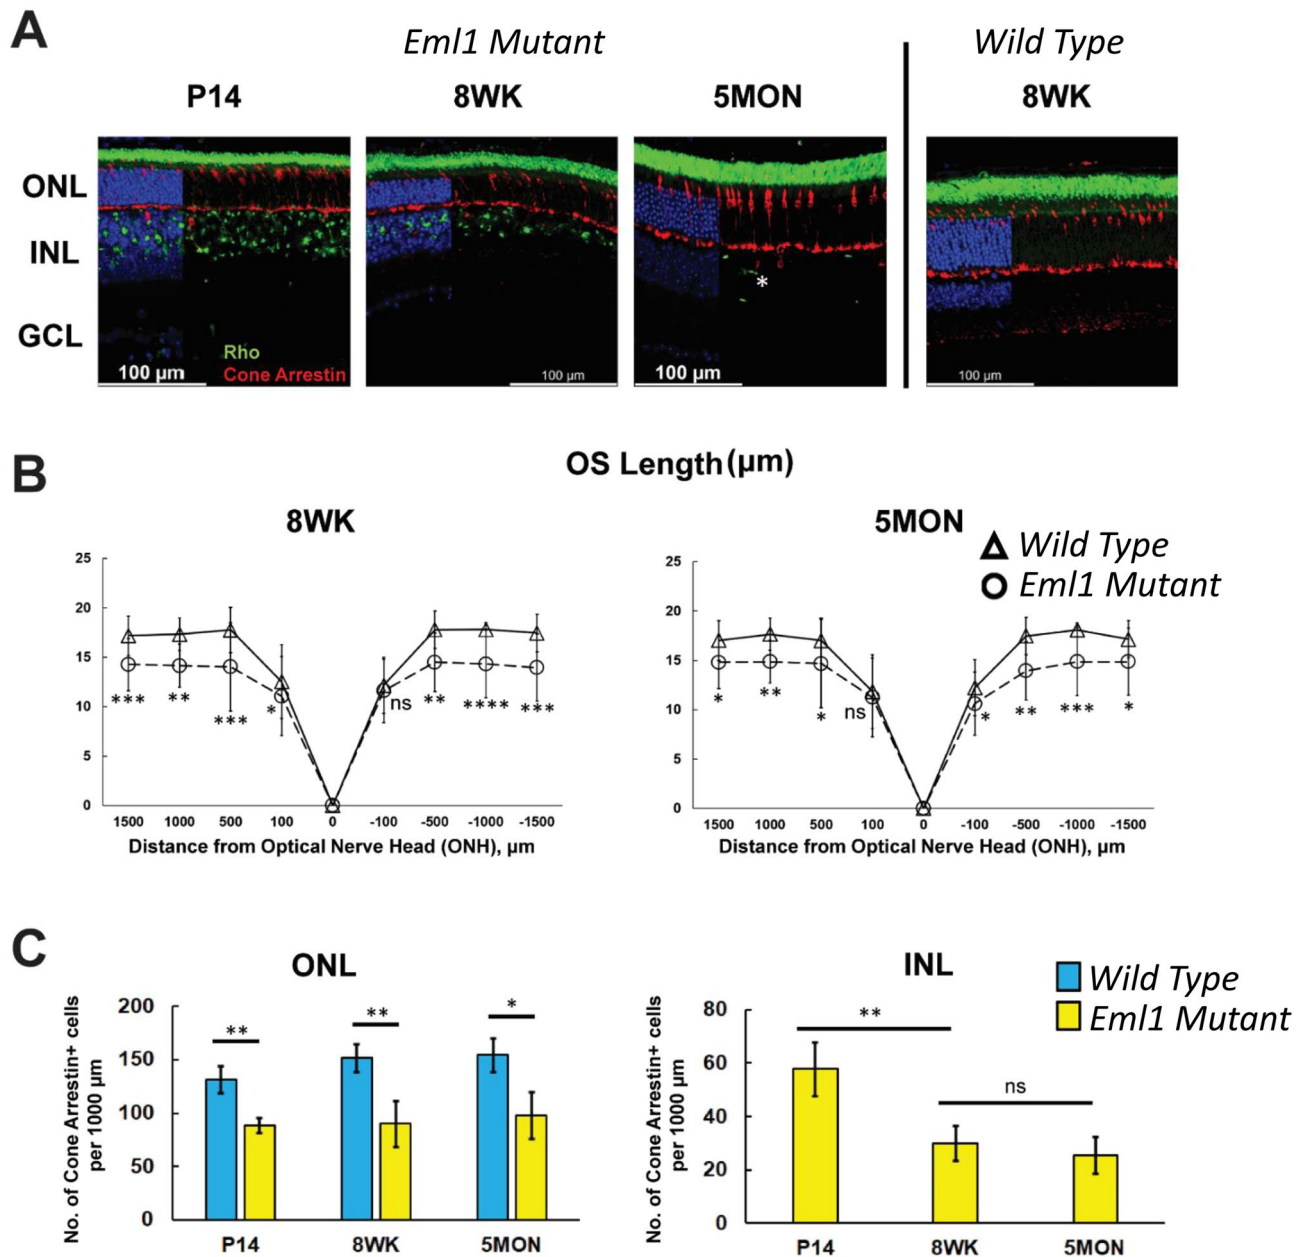 A
Eml1 Mutant
Wild Type
P14
8WK
5MON
8WK
ONL
INL
GCL
Rho
Cone Arrestin
*
100 µm
100 µm
100 µm
100 µm
B
OS Length(µm)
8WK
5MON
Wild Type
Eml1 Mutant
25
20
15
10
5
0
*** ** *** * ns ** **** ***
1500 1000 500 100 0 -100 -500 -1000 -1500
Distance from Optical Nerve Head (ONH), µm
25
20
15
10
5
0
* ** * ns * ** *** *
1500 1000 500 100 0 -100 -500 -1000 -1500
Distance from Optical Nerve Head (ONH), µm
C
ONL
No. of Cone Arrestin+ cells
per 1000 µm
200
150
100
50
0
** ** *
P14 8WK 5MON
INL
Wild Type
Eml1 Mutant
No. of Cone Arrestin+ cells
per 1000 µm
80
60
40
20
0
** ns
P14 8WK 5MON